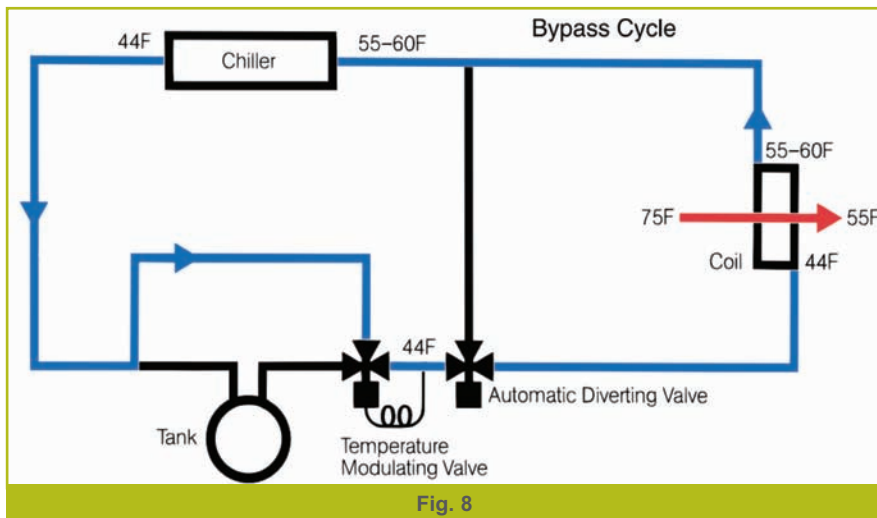 Bypass Cycle
44F
Chiller
55–60F
55–60F
75F
55F
Coil
44F
44F
Automatic Diverting Valve
Tank
Temperature
Modulating Valve
Fig. 8